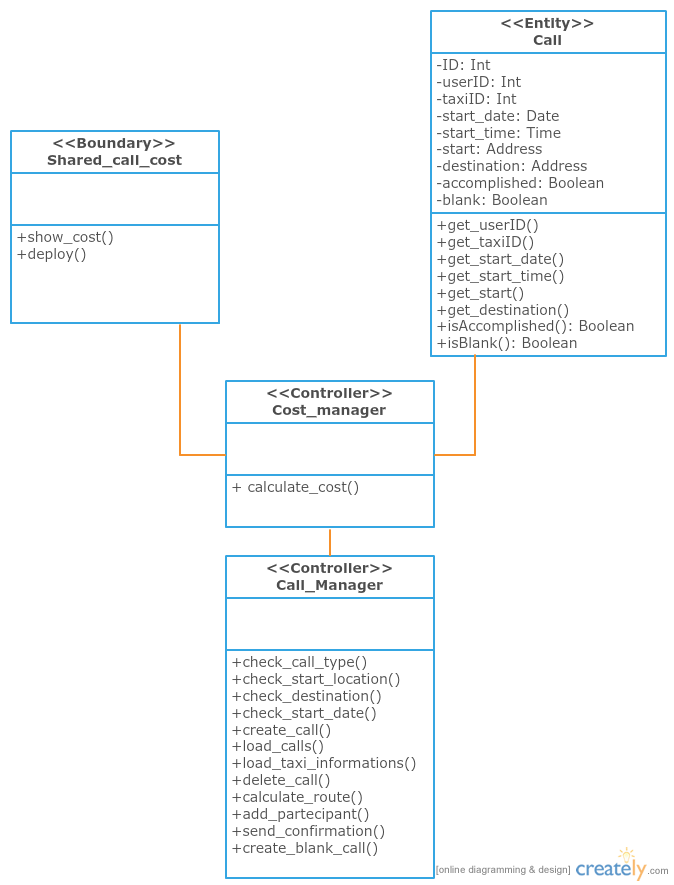 <<Entity>>
Call
-ID: Int
-userID: Int
-taxiID: Int
-start_date: Date
-start_time: Time
-start: Address
-destination: Address
-accomplished: Boolean
-blank: Boolean
+get_userID()
+get_taxiID()
+get_start_date()
+get_start_time()
+get_start()
+get_destination()
+isAccomplished(): Boolean
+isBlank(): Boolean
<<Boundary>>
Shared_call_cost
+show_cost()
+deploy()
<<Controller>>
Cost_manager
+ calculate_cost()
<<Controller>>
Call_Manager
+check_call_type()
+check_start_location()
+check_destination()
+check_start_date()
+create_call()
+load_calls()
+load_taxi_informations()
+delete_call()
+calculate_route()
+add_partecipant()
+send_confirmation()
+create_blank_call()
[online diagramming & design] creately.com